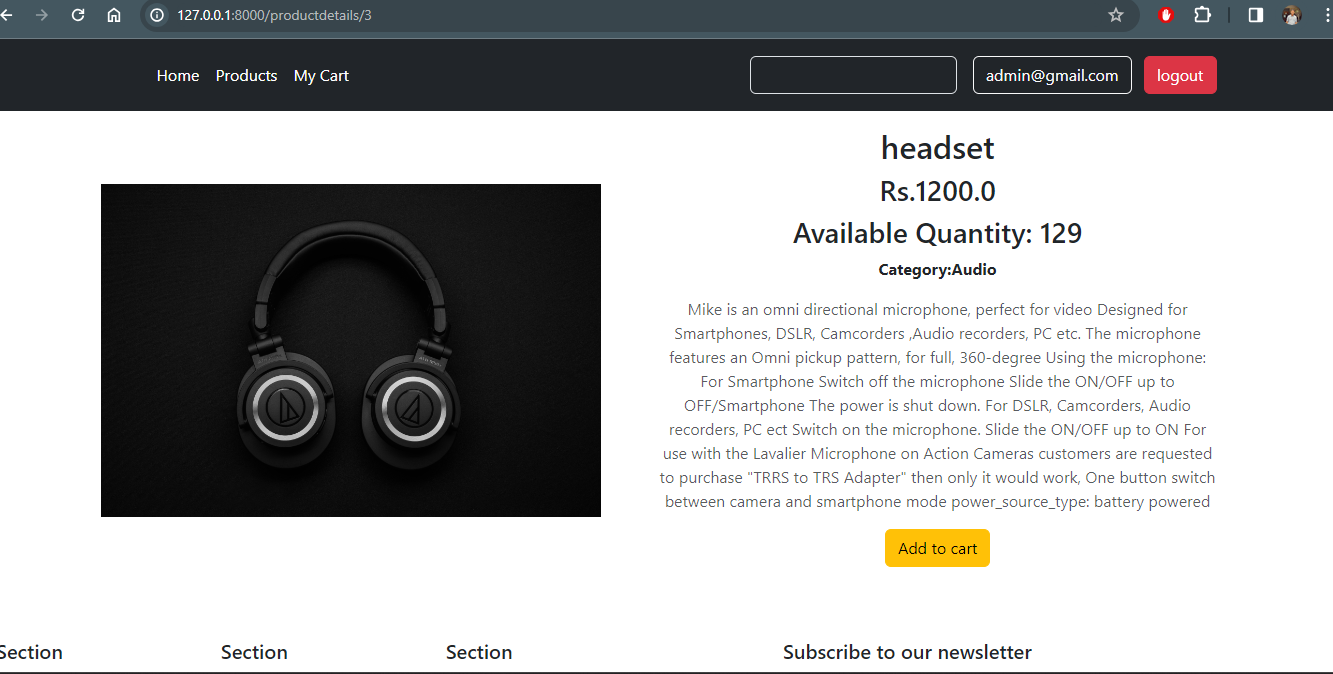 127.0.0.1:8000/productdetails/3
Home Products My Cart admin@gmail.com logout
headset
Rs.1200.0
Available Quantity: 129
Category:Audio
Mike is an omni directional microphone, perfect for video Designed for
Smartphones, DSLR, Camcorders ,Audio recorders, PC etc. The microphone
features an Omni pickup pattern, for full, 360-degree Using the microphone:
For Smartphone Switch off the microphone Slide the ON/OFF up to
OFF/Smartphone The power is shut down. For DSLR, Camcorders, Audio
recorders, PC ect Switch on the microphone. Slide the ON/OFF up to ON For
use with the Lavalier Microphone on Action Cameras customers are requested
to purchase "TRRS to TRS Adapter" then only it would work, One button switch
between camera and smartphone mode power_source_type: battery powered
Add to cart
Section Section Section Subscribe to our newsletter